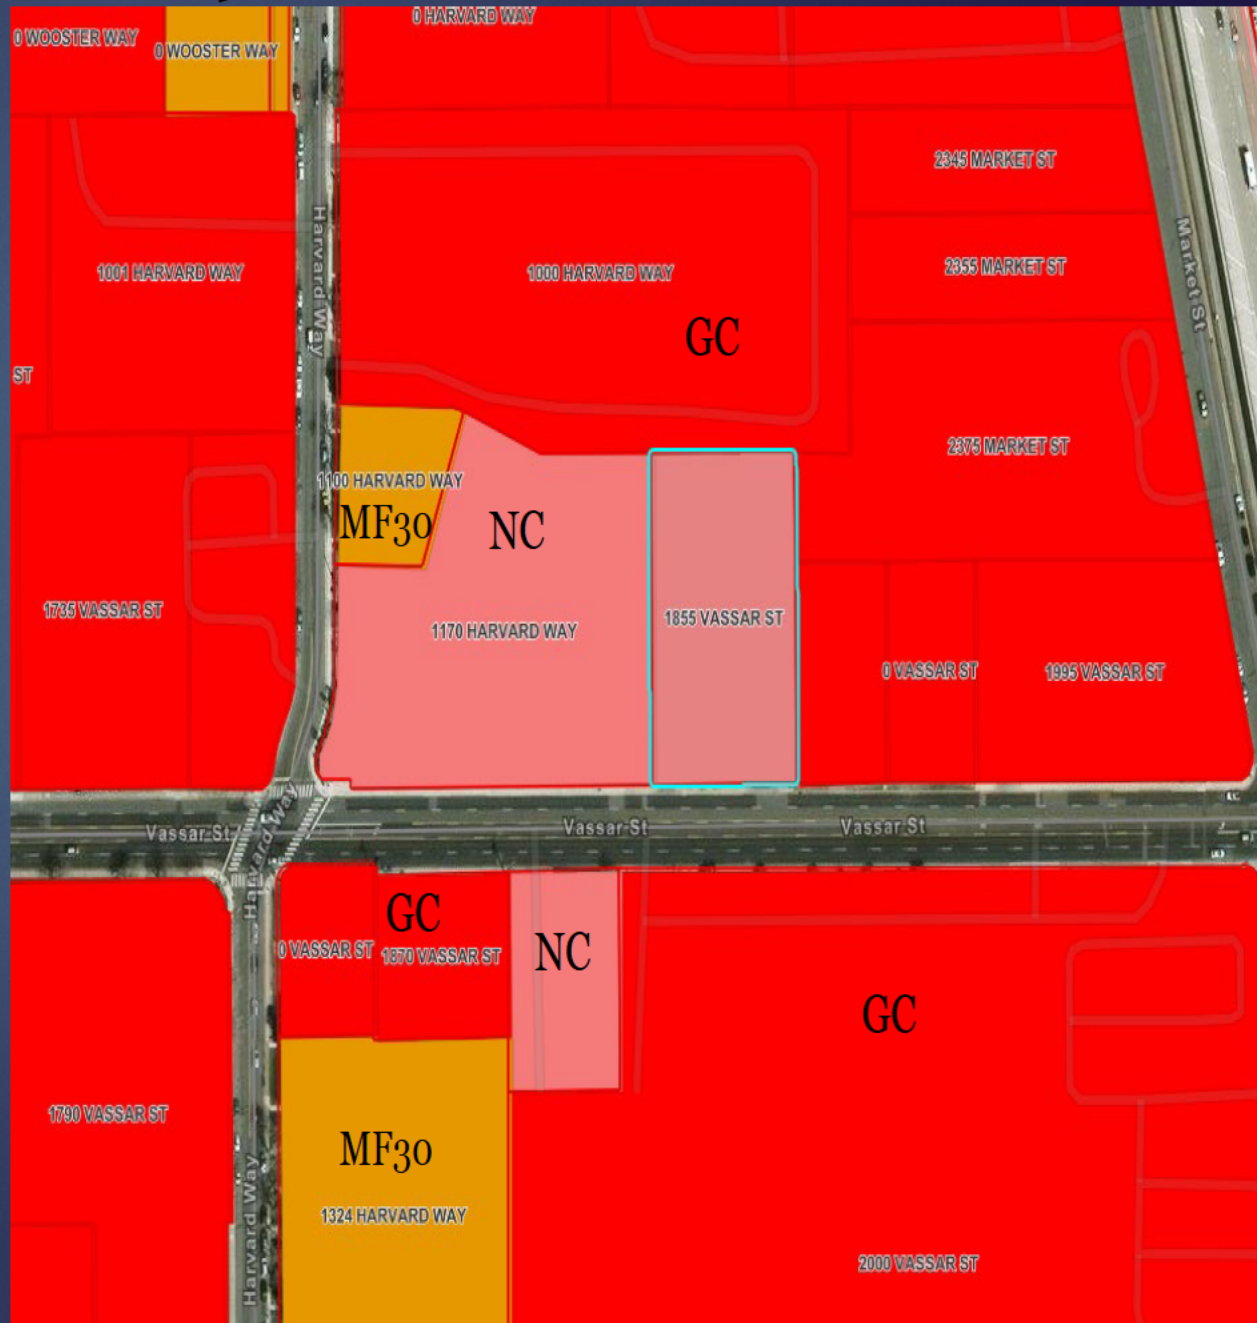 0 HARVARD WAY
0 WOOSTER WAY
0 WOOSTER WAY
2345 MARKET ST
Harvard Way
1001 HARVARD WAY
1000 HARVARD WAY
2355 MARKET ST
Market St
GC
ST
2375 MARKET ST
1100 HARVARD WAY
MF30
NC
1735 VASSAR ST
1170 HARVARD WAY
1855 VASSAR ST
0 VASSAR ST
1995 VASSAR ST
Vassar St
Harvard Way
Vassar St
Vassar St
GC
0 VASSAR ST
1870 VASSAR ST
NC
GC
1790 VASSAR ST
MF30
Harvard Way
1324 HARVARD WAY
2000 VASSAR ST